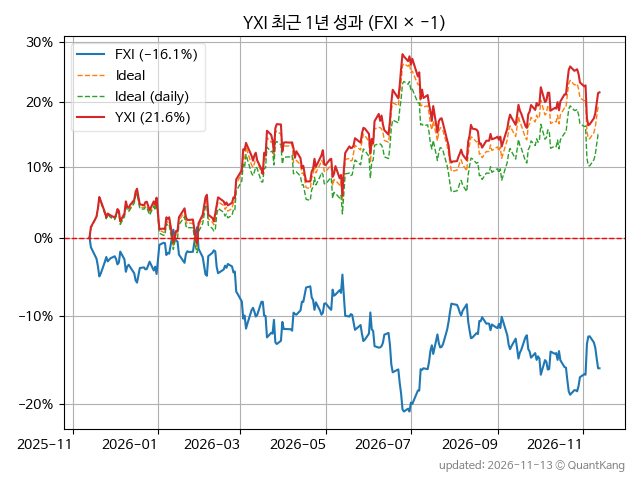 YXI 최근 1년 성과 (FXI × −1)
30%
20%
10%
0%
−10%
−20%
FXI (−16.1%)
Ideal
Ideal (daily)
YXI (21.6%)
2025-11
2026-01
2026-03
2026-05
2026-07
2026-09
2026-11
updated: 2026-11-13 © QuantKang